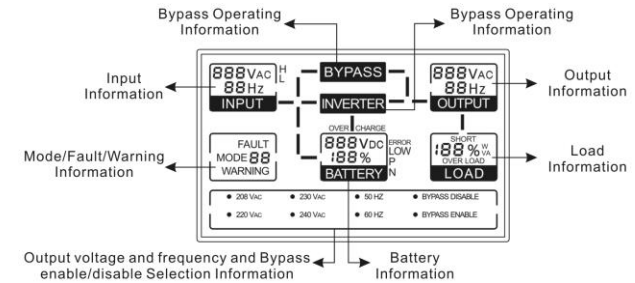 Bypass Operating
Information
Bypass Operating
Information
Input
Information
888VAC H
L
88Hz
INPUT
BYPASS
INVERTER
888VAC
88Hz
OUTPUT
Output
Information
Mode/Fault/Warning
Information
FAULT
MODE 88
WARNING
OVER CHARGE
888VDC ERROR
188% LOW
P
N
BATTERY
SHORT
188% W
VA
OVER LOAD
LOAD
Load
Information
• 208 VAC • 230 VAC • 50 HZ • BYPASS DISABLE
• 220 VAC • 240 VAC • 60 HZ • BYPASS ENABLE
Output voltage and frequency and Bypass
enable/disable Selection Information
Battery
Information